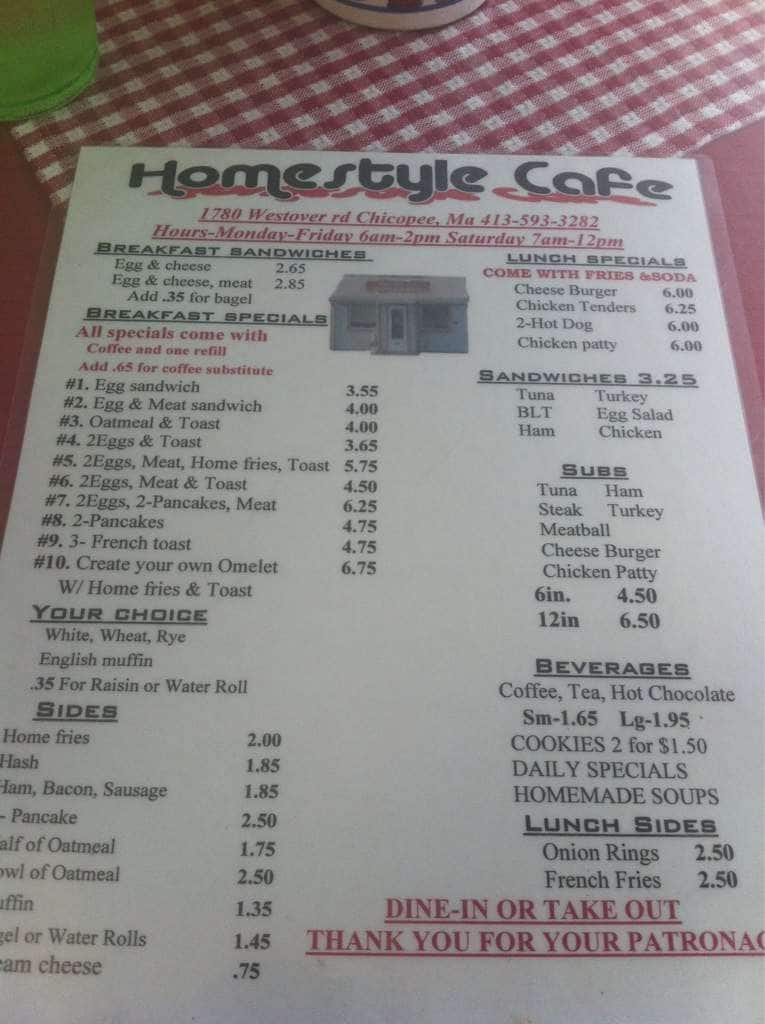 Homestyle Cafe
1780 Westover rd Chicopee, Ma 413-593-3282
Hours-Monday-Friday 6am-2pm Saturday 7am-12pm
BREAKFAST SANDWICHES
Egg & cheese 2.65
Egg & cheese, meat 2.85
Add .35 for bagel
BREAKFAST SPECIALS
All specials come with
Coffee and one refill
Add .65 for coffee substitute
#1. Egg sandwich 3.55
#2. Egg & Meat sandwich 4.00
#3. Oatmeal & Toast 4.00
#4. 2Eggs & Toast 3.65
#5. 2Eggs, Meat, Home fries, Toast 5.75
#6. 2Eggs, Meat & Toast 4.50
#7. 2Eggs, 2-Pancakes, Meat 6.25
#8. 2-Pancakes 4.75
#9. 3- French toast 4.75
#10. Create your own Omelet 6.75
W/ Home fries & Toast
YOUR CHOICE
White, Wheat, Rye
English muffin
.35 For Raisin or Water Roll
SIDES
Home fries 2.00
Hash 1.85
Ham, Bacon, Sausage 1.85
- Pancake 2.50
alf of Oatmeal 1.75
owl of Oatmeal 2.50
uffin 1.35
gel or Water Rolls 1.45
eam cheese .75
LUNCH SPECIALS
COME WITH FRIES &SODA
Cheese Burger 6.00
Chicken Tenders 6.25
2-Hot Dog 6.00
Chicken patty 6.00
SANDWICHES 3.25
Tuna Turkey
BLT Egg Salad
Ham Chicken
SUBS
Tuna Ham
Steak Turkey
Meatball
Cheese Burger
Chicken Patty
6in. 4.50
12in 6.50
BEVERAGES
Coffee, Tea, Hot Chocolate
Sm-1.65 Lg-1.95
COOKIES 2 for $1.50
DAILY SPECIALS
HOMEMADE SOUPS
LUNCH SIDES
Onion Rings 2.50
French Fries 2.50
DINE-IN OR TAKE OUT
THANK YOU FOR YOUR PATRONAG